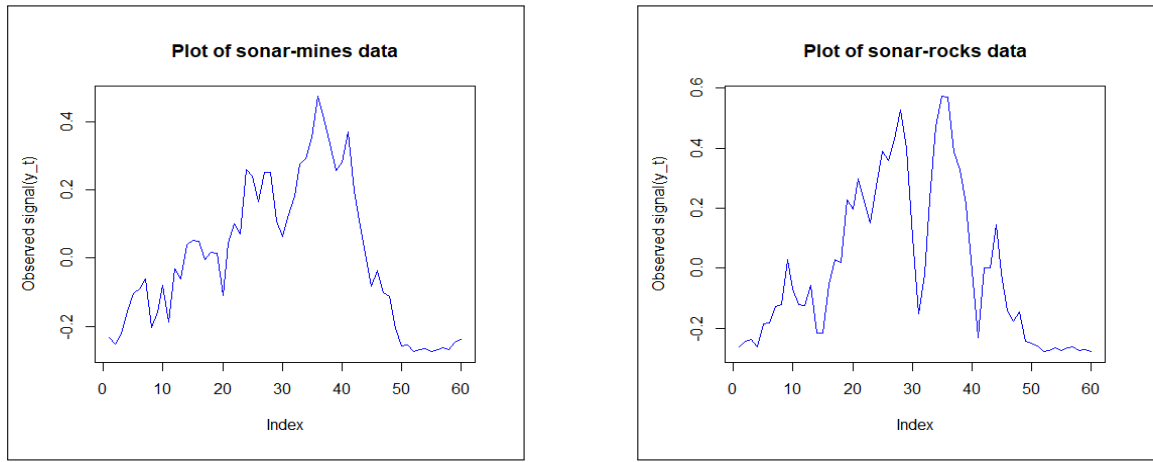 Plot of sonar-mines data
Observed signal(y_t)
0.4
0.2
0.0
-0.2
0 10 20 30 40 50 60
Index
Plot of sonar-rocks data
Observed signal(y_t)
0.6
0.4
0.2
0.0
-0.2
0 10 20 30 40 50 60
Index